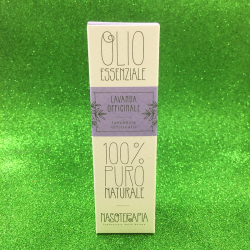 OLIO
ESSENZIALE
LAVANDA
OFFICINALE
100%
PURO
NATURALE
NASOTERAPIA